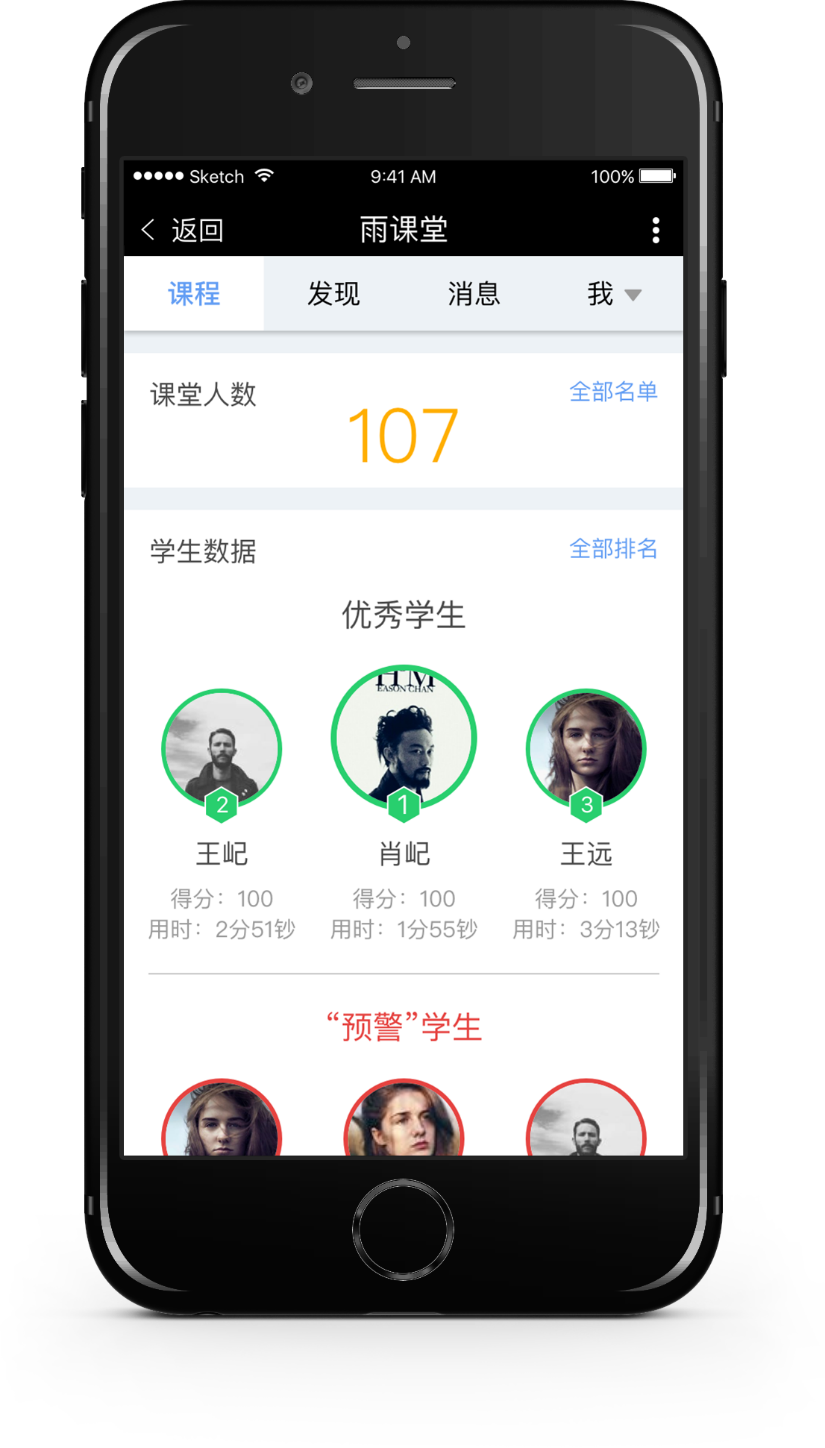 Sketch 9:41 AM 100%
返回 雨课堂
课程 发现 消息 我
课堂人数 全部名单
107
学生数据 全部排名
优秀学生
HM
EASON CHAN
2 1 3
王屺 肖屺 王远
得分：100 得分：100 得分：100
用时：2分51钞 用时：1分55钞 用时：3分13钞
“预警”学生